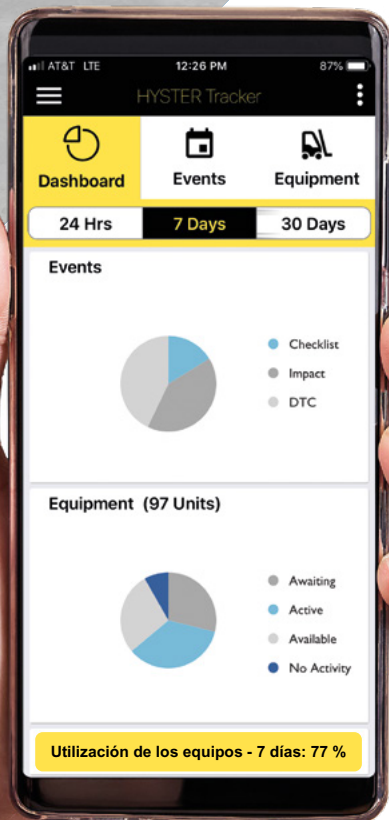 AT&T LTE 12:26 PM 87%
HYSTER Tracker
Dashboard Events Equipment
24 Hrs 7 Days 30 Days
Events
Checklist
Impact
DTC
Equipment (97 Units)
Awaiting
Active
Available
No Activity
Utilización de los equipos - 7 días: 77 %